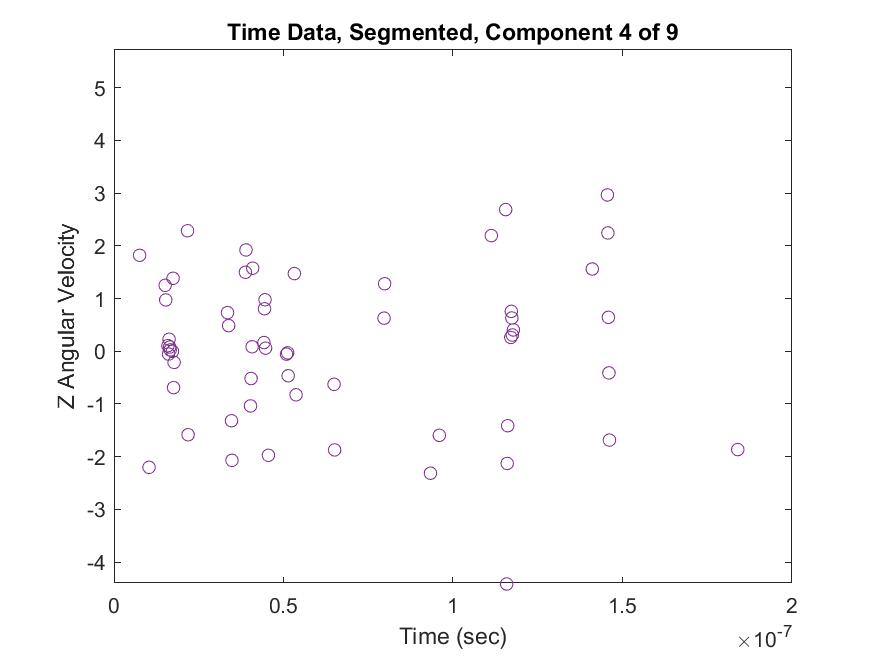 Time Data, Segmented, Component 4 of 9
5
4
3
2
1
0
-1
-2
-3
-4
Z Angular Velocity
0 0.5 1 1.5 2
Time (sec)
×10-7